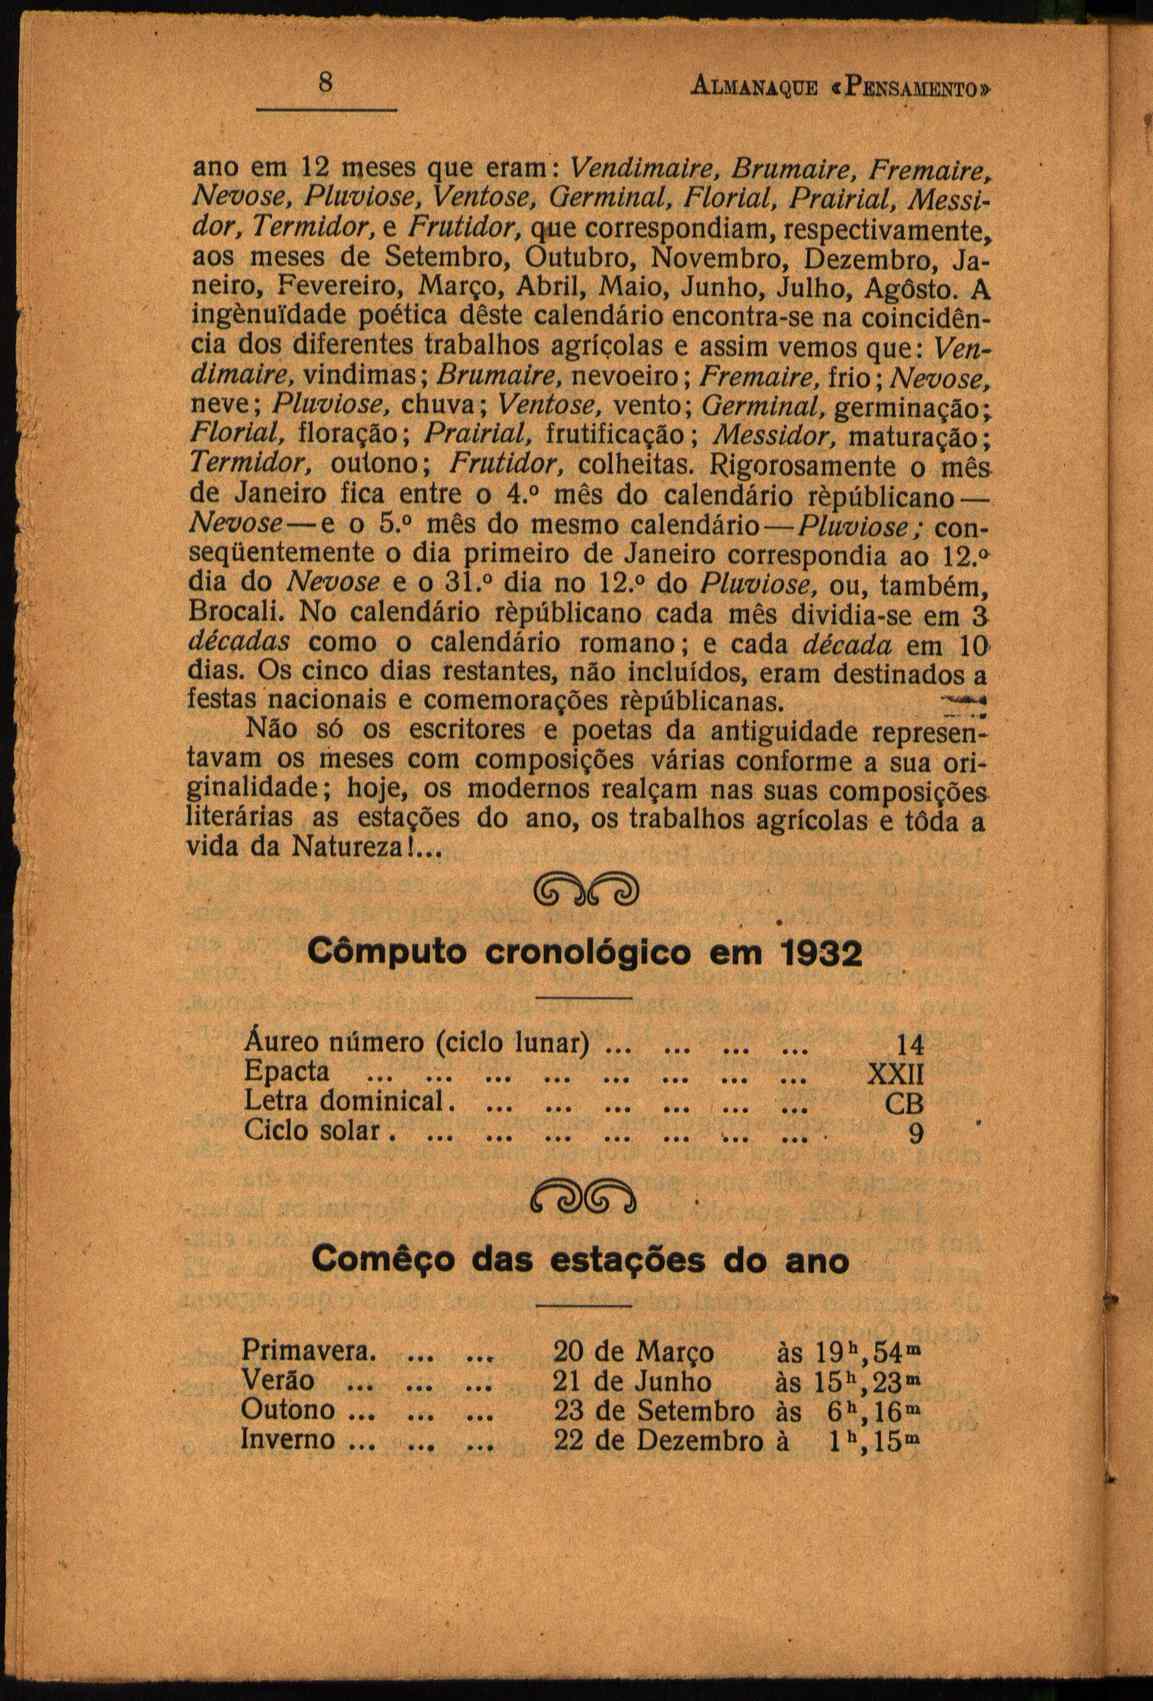 8 ALMANAQUE «PENSAMENTO»
ano em 12 meses que eram: Vendimaire, Brumaire, Fremaire,
Nevose, Pluviose, Ventose, Germinal, Florial, Prairial, Messi-
dor, Termidor, e Frutidor, que correspondiam, respectivamente,
aos meses de Setembro, Outubro, Novembro, Dezembro, Ja-
neiro, Fevereiro, Março, Abril, Maio, Junho, Julho, Agôsto. A
ingènuïdade poética dêste calendário encontra-se na coincidên-
cia dos diferentes trabalhos agrícolas e assim vemos que: Ven-
dimaire, vindimas; Brumaire, nevoeiro; Fremaire, frio; Nevose,
neve; Pluviose, chuva; Ventose, vento; Germinal, germinação;
Florial, floração; Prairial, frutificação; Messidor, maturação;
Termidor, outono; Frutidor, colheitas. Rigorosamente o mês
de Janeiro fica entre o 4.º mês do calendário rèpúblicano—
Nevose—e o 5.º mês do mesmo calendário—Pluviose; con-
seqüentemente o dia primeiro de Janeiro correspondia ao 12.º
dia do Nevose e o 31.º dia no 12.º do Pluviose, ou, também,
Brocali. No calendário rèpúblicano cada mês dividia-se em 3
décadas como o calendário romano; e cada década em 10
dias. Os cinco dias restantes, não incluídos, eram destinados a
festas nacionais e comemorações rèpúblicanas.
Não só os escritores e poetas da antiguidade represen-
tavam os meses com composições várias conforme a sua ori-
ginalidade; hoje, os modernos realçam nas suas composições
literárias as estações do ano, os trabalhos agrícolas e tôda a
vida da Natureza!...
Cômputo cronológico em 1932
Áureo número (ciclo lunar) ... ... ... ... 14
Epacta ... ... ... ... ... ... ... ... XXII
Letra dominical. ... ... ... ... ... ... CB
Ciclo solar. ... ... ... ... ... ... ... 9
Comêço das estações do ano
Primavera. ... ... 20 de Março às 19h,54m
Verão ... ... ... 21 de Junho às 15h,23m
Outono ... ... ... 23 de Setembro às 6h,16m
Inverno ... ... ... 22 de Dezembro à 1h,15m